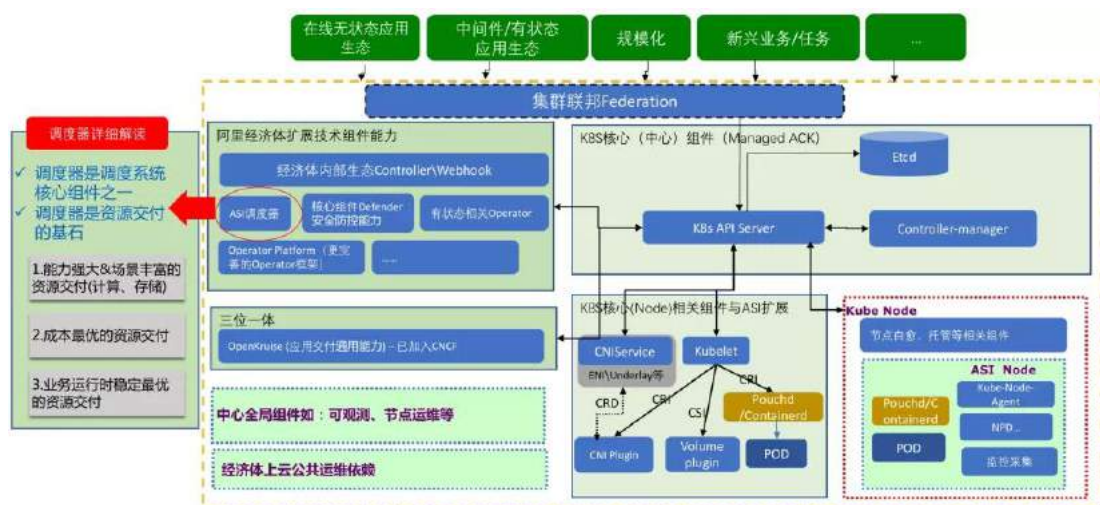 在线无状态应用
生态
中间件/有状态
应用生态
规模化
新兴业务/任务
...
集群联邦Federation
调度器详细解读
✓ 调度器是调度系统
核心组件之一
✓ 调度器是资源交付
的基石
1.能力强大&场景丰富的
资源交付(计算、存储)
2.成本最优的资源交付
3.业务运行时稳定最优
的资源交付
阿里经济体扩展技术组件能力
经济体内部生态Controller\Webhook
ASI调度器
核心组件Defender
安全防控能力
有状态相关Operator
Operator Platform（更完
善的Operator框架）
......
三位一体
OpenKruise (应用交付通用能力) – 已加入CNCF
中心全局组件如：可观测、节点运维等
经济体上云公共运维依赖
K8S核心（中心）组件（Managed ACK）
Etcd
K8s API Server
Controller-manager
K8S核心(Node)相关组件与ASI扩展
CNIService
ENI\Underlay等
Kubelet
CRD
CRI
CSI
CRI
Pouchd
/Containerd
CNI Plugin
Volume
plugin
POD
Kube Node
节点自愈、托管等相关组件
ASI Node
Pouchd/C
ontainerd
POD
Kube-Node-
Agent
NPD...
监控采集